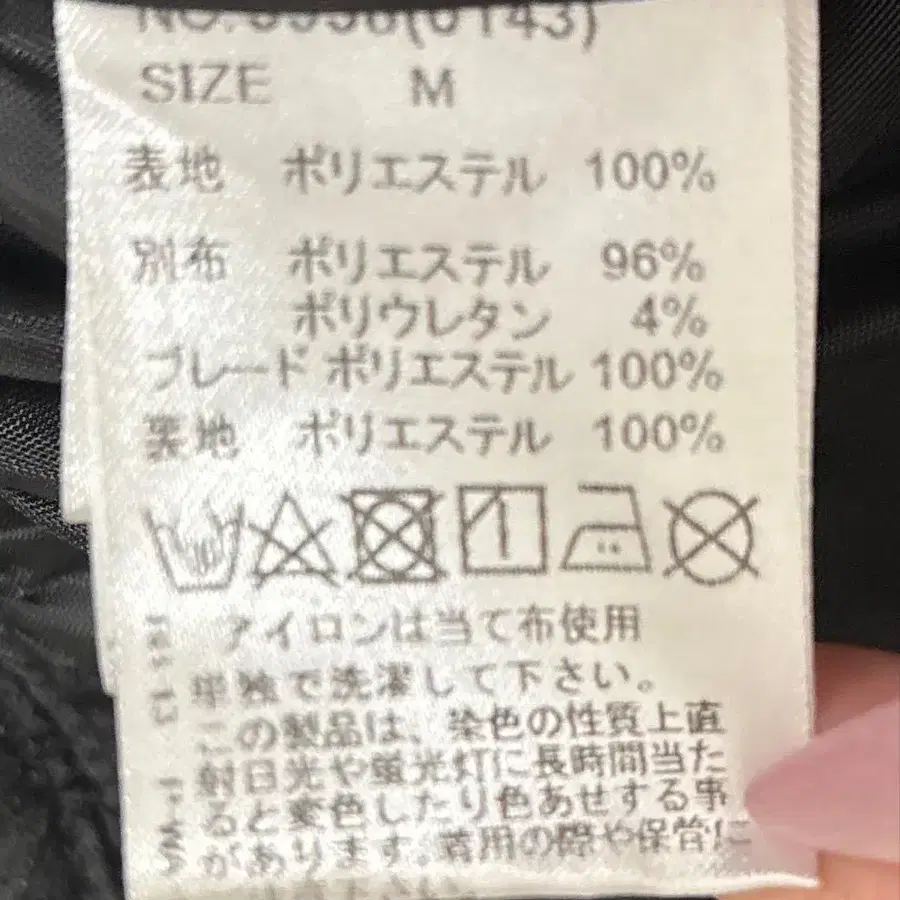 SIZE M
表地 ポリエステル 100%
別布 ポリエステル 96%
ポリウレタン 4%
ブレード ポリエステル 100%
裏地 ポリエステル 100%
アイロンは当て布使用
単独で洗濯して下さい。
この製品は、染色の性質上直
射日光や蛍光灯に長時間当た
ると変色したり色あせする事
があります。着用の際や保管に